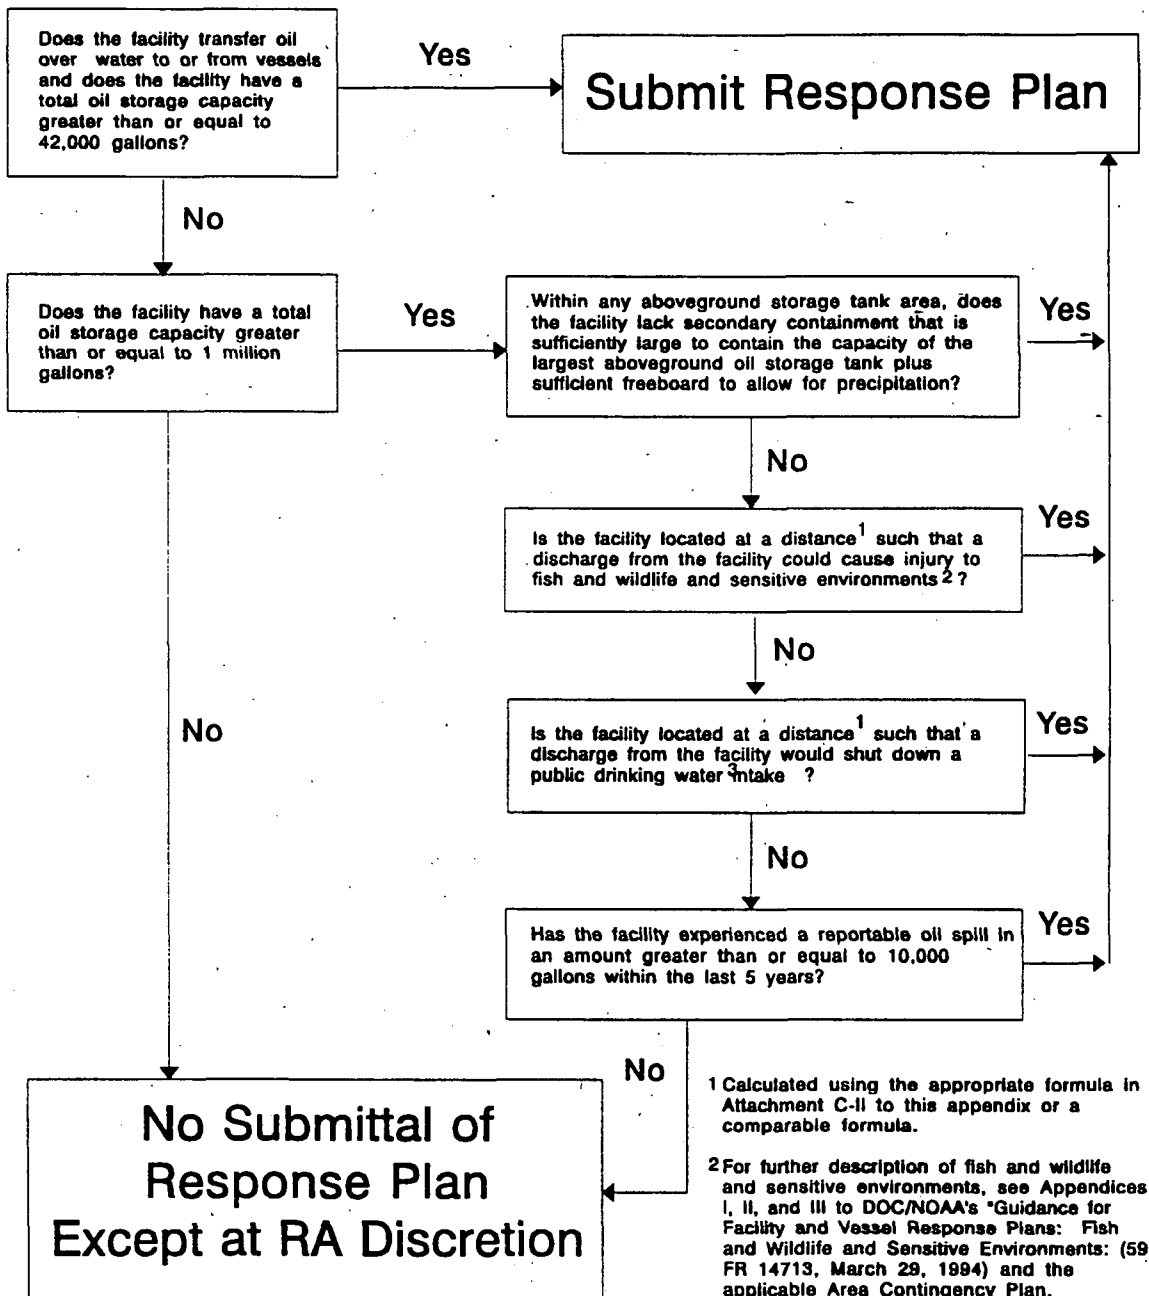 Does the facility transfer oil
over water to or from vessels
and does the facility have a
total oil storage capacity
greater than or equal to
42,000 gallons?
Yes
Submit Response Plan
No
Does the facility have a total
oil storage capacity greater
than or equal to 1 million
gallons?
Yes
Within any aboveground storage tank area, does
the facility lack secondary containment that is
sufficiently large to contain the capacity of the
largest aboveground oil storage tank plus
sufficient freeboard to allow for precipitation?
Yes
No
Is the facility located at a distance1 such that a
discharge from the facility could cause injury to
fish and wildlife and sensitive environments2?
Yes
No
No
Is the facility located at a distance1 such that a
discharge from the facility would shut down a
public drinking water 3intake ?
Yes
No
Has the facility experienced a reportable oil spill in
an amount greater than or equal to 10,000
gallons within the last 5 years?
Yes
No
No Submittal of
Response Plan
Except at RA Discretion
1 Calculated using the appropriate formula in
Attachment C-II to this appendix or a
comparable formula.
2 For further description of fish and wildlife
and sensitive environments, see Appendices
I, II, and III to DOC/NOAA's "Guidance for
Facility and Vessel Response Plans: Fish
and Wildlife and Sensitive Environments: (59
FR 14713, March 29, 1994) and the
applicable Area Contingency Plan.